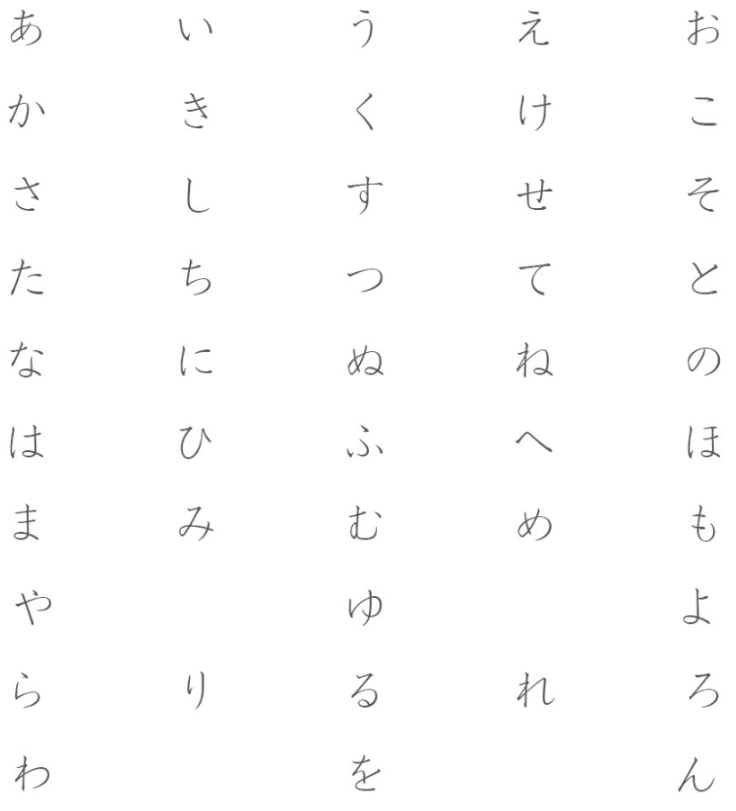 あ い う え お
か き く け こ
さ し す せ そ
た ち つ て と
な に ぬ ね の
は ひ ふ へ ほ
ま み む め も
や ゆ よ
ら り る れ ろ
わ を ん